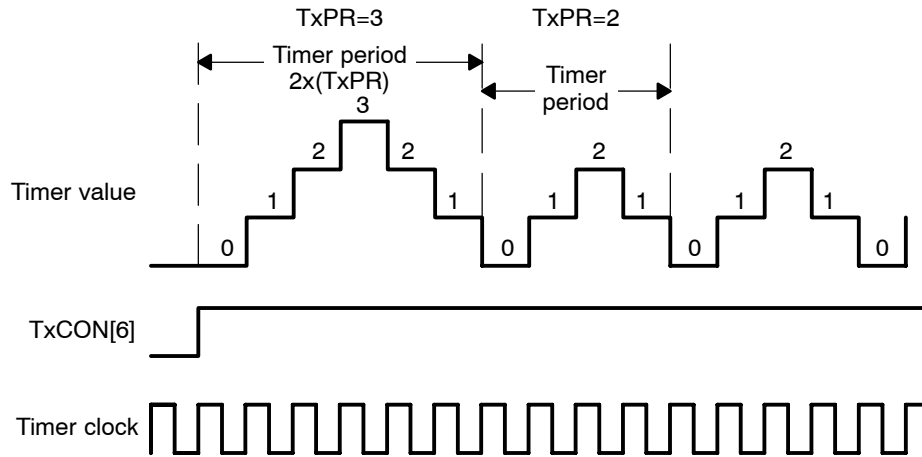 TxPR=3 TxPR=2
Timer period
2x(TxPR)
Timer
period
3
2 2 2 2
Timer value
1 1 1 1 1 1
0 0 0 0
TxCON[6]
Timer clock